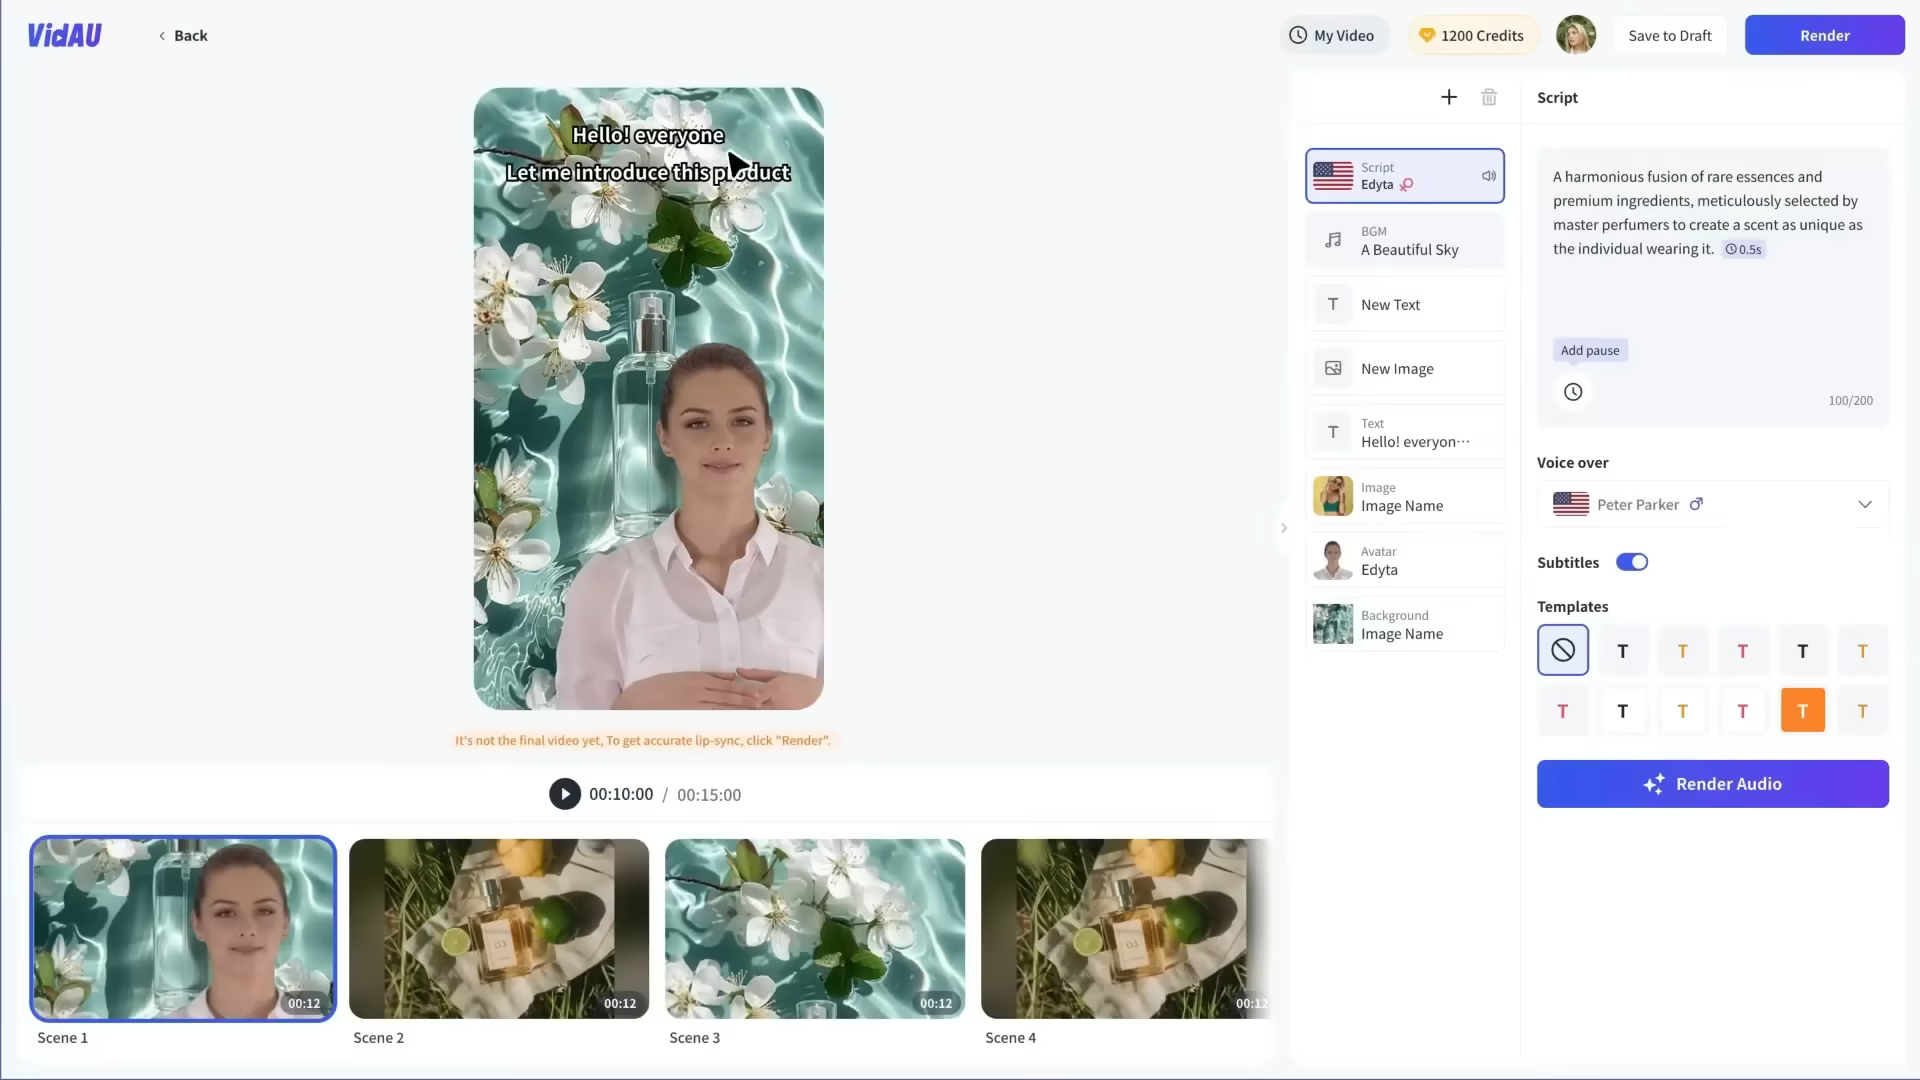 VidAU
Back
My Video
1200 Credits
Save to Draft
Render
Hello! everyone
Let me introduce this product
It's not the final video yet, To get accurate lip-sync, click "Render".
00:10:00 / 00:15:00
00:12
00:12
00:12
00:12
Scene 1
Scene 2
Scene 3
Scene 4
Script
Edyta
BGM
A Beautiful Sky
T
New Text
New Image
T
Text
Hello! everyon···
Image
Image Name
Avatar
Edyta
Background
Image Name
Script
A harmonious fusion of rare essences and
premium ingredients, meticulously selected by
master perfumers to create a scent as unique as
the individual wearing it. 0.5s
Add pause
100/200
Voice over
Peter Parker
Subtitles
Templates
T T T T T
T T T T T T
Render Audio